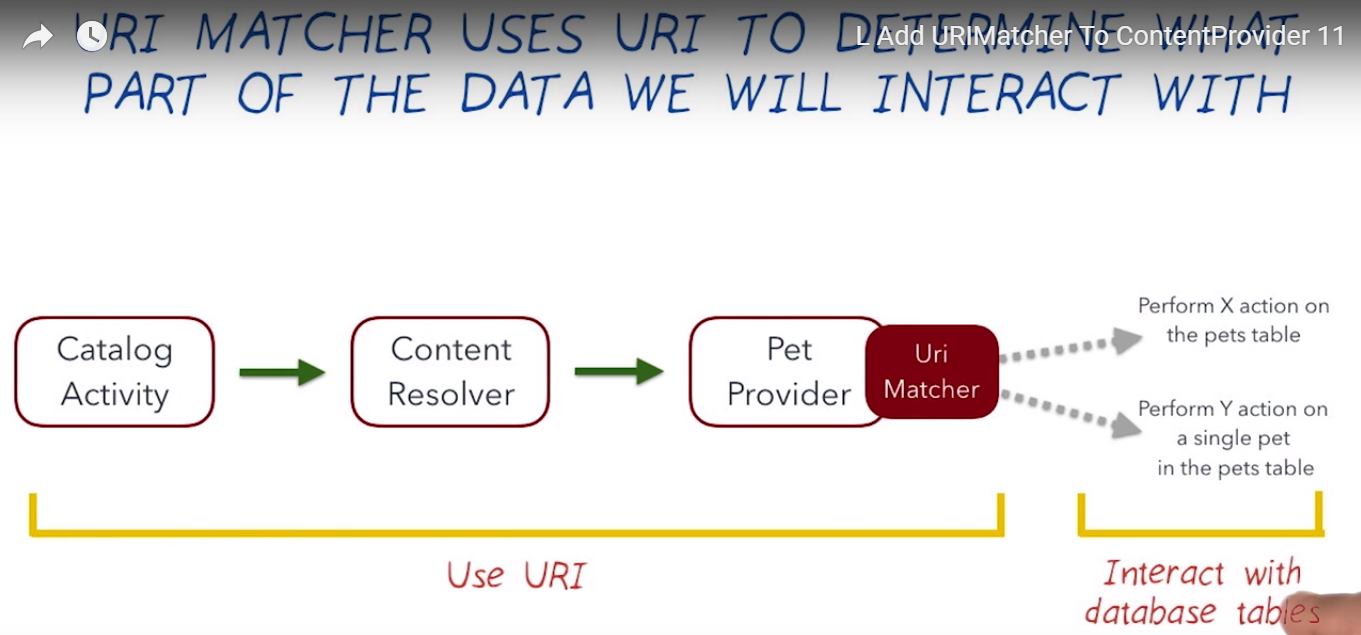 URI MATCHER USES URI TO DETERMINE WHAT
L Add URIMatcher To ContentProvider 11
PART OF THE DATA WE WILL INTERACT WITH
Catalog
Activity
Content
Resolver
Pet
Provider
Uri
Matcher
Perform X action on
the pets table
Perform Y action on
a single pet
in the pets table
Use URI
Interact with
database tables